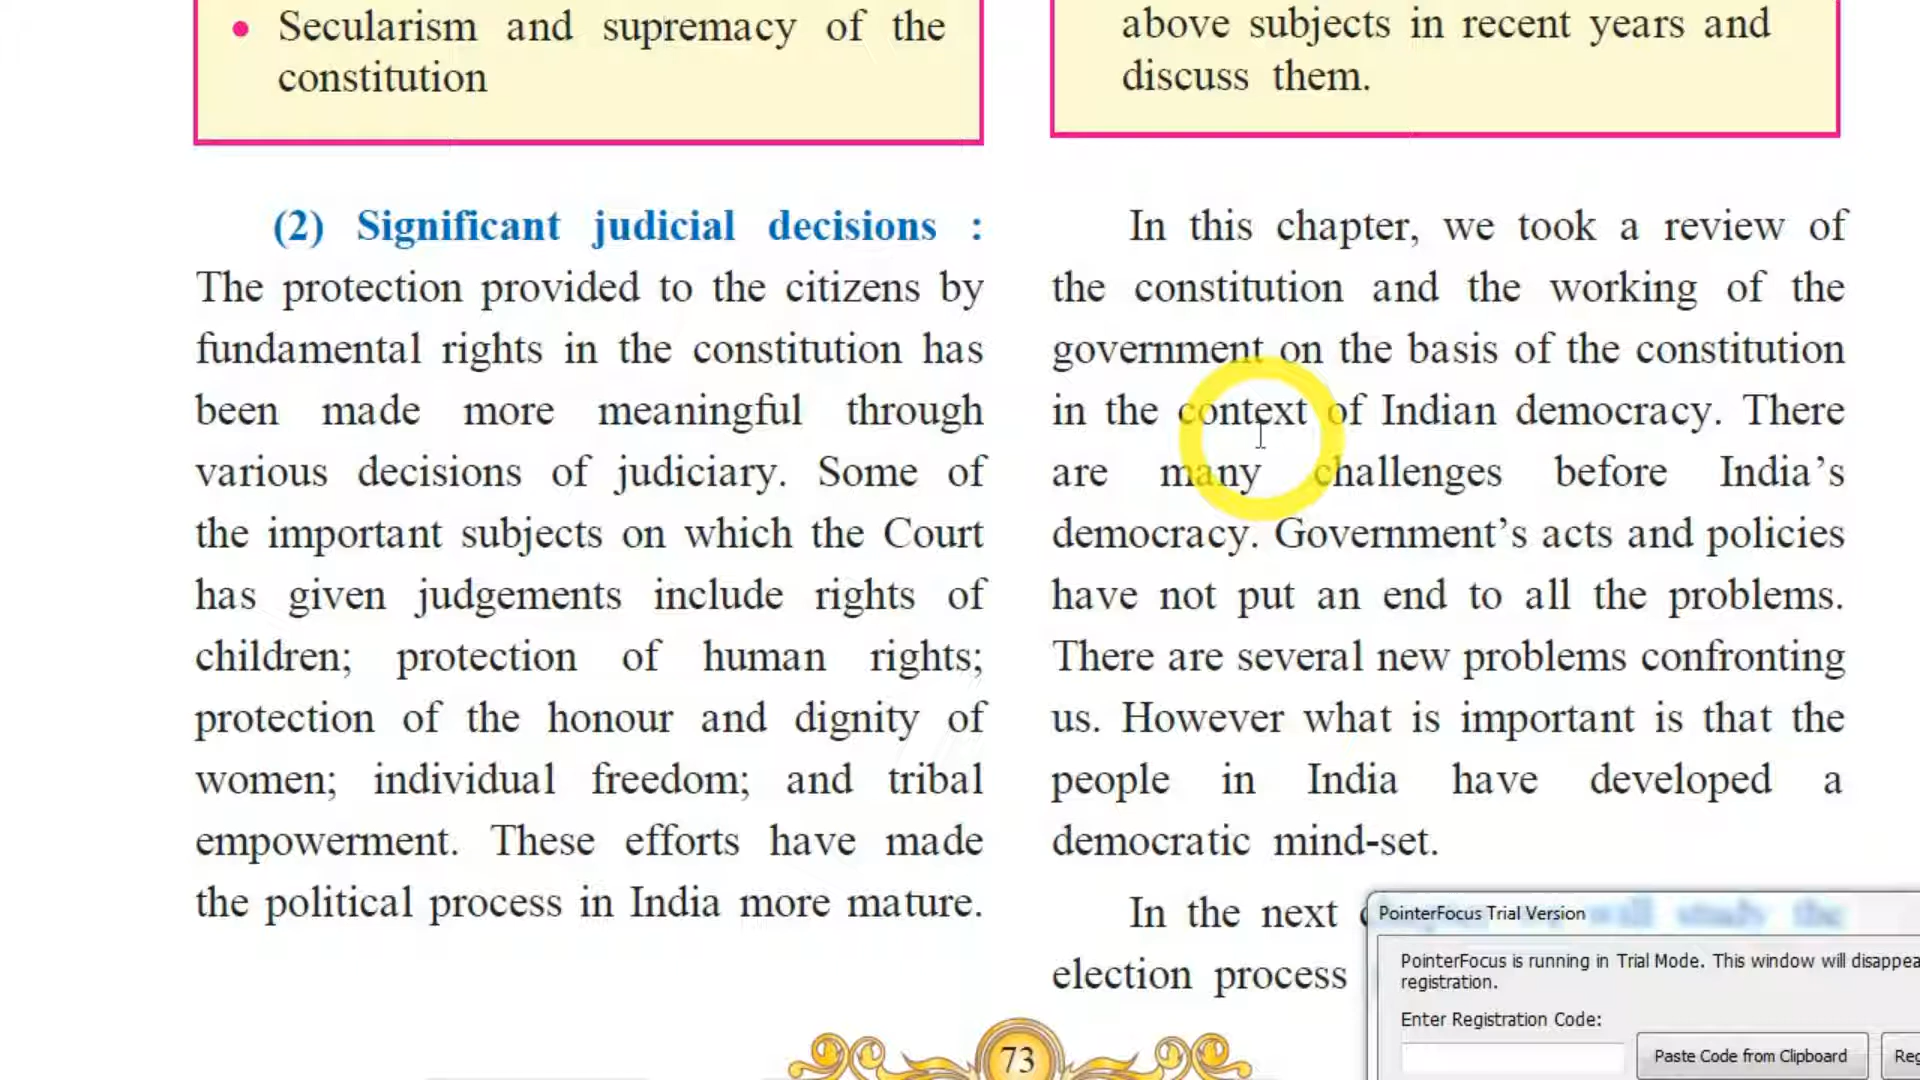 • Secularism and supremacy of the
constitution
(2) Significant judicial decisions :
The protection provided to the citizens by
fundamental rights in the constitution has
been made more meaningful through
various decisions of judiciary. Some of
the important subjects on which the Court
has given judgements include rights of
children; protection of human rights;
protection of the honour and dignity of
women; individual freedom; and tribal
empowerment. These efforts have made
the political process in India more mature.
above subjects in recent years and
discuss them.
In this chapter, we took a review of
the constitution and the working of the
government on the basis of the constitution
in the context of Indian democracy. There
are many challenges before India’s
democracy. Government’s acts and policies
have not put an end to all the problems.
There are several new problems confronting
us. However what is important is that the
people in India have developed a
democratic mind-set.
In the next will study the
election process
PointerFocus Trial Version
PointerFocus is running in Trial Mode. This window will disappea
registration.
Enter Registration Code:
Paste Code from Clipboard
Reg
73